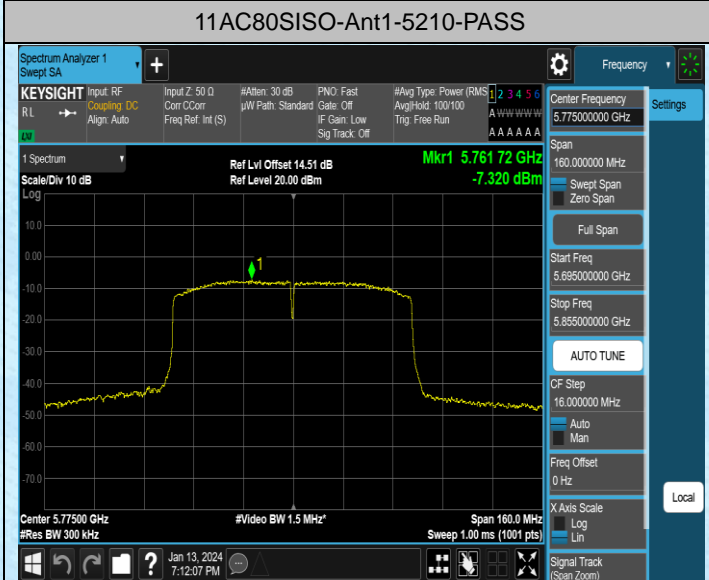 11AC80SISO-Ant1-5210-PASS
Spectrum Analyzer 1
Swept SA
+
Frequency
KEYSIGHT
RL
LXI
Input: RF
Coupling: DC
Align: Auto
Input Z: 50 Ω
Corr CCorr
Freq Ref: Int (S)
#Atten: 30 dB
µW Path: Standard
PNO: Fast
Gate: Off
IF Gain: Low
Sig Track: Off
#Avg Type: Power (RMS
Avg|Hold: 100/100
Trig: Free Run
1 2 3 4 5 6
A W W W W W
A A A A A A
Center Frequency
5.775000000 GHz
Settings
Span
160.000000 MHz
Swept Span
Zero Span
Full Span
Start Freq
5.695000000 GHz
Stop Freq
5.855000000 GHz
AUTO TUNE
CF Step
16.000000 MHz
Auto
Man
Freq Offset
0 Hz
X Axis Scale
Log
Lin
Local
Signal Track
(Span Zoom)
1 Spectrum
Scale/Div 10 dB
Log
Ref Lvl Offset 14.51 dB
Ref Level 20.00 dBm
Mkr1 5.761 72 GHz
-7.320 dBm
1
10.0
0.00
-10.0
-20.0
-30.0
-40.0
-50.0
-60.0
-70.0
Center 5.77500 GHz
#Res BW 300 kHz
#Video BW 1.5 MHz*
Span 160.0 MHz
Sweep 1.00 ms (1001 pts)
?
Jan 13, 2024
7:12:07 PM